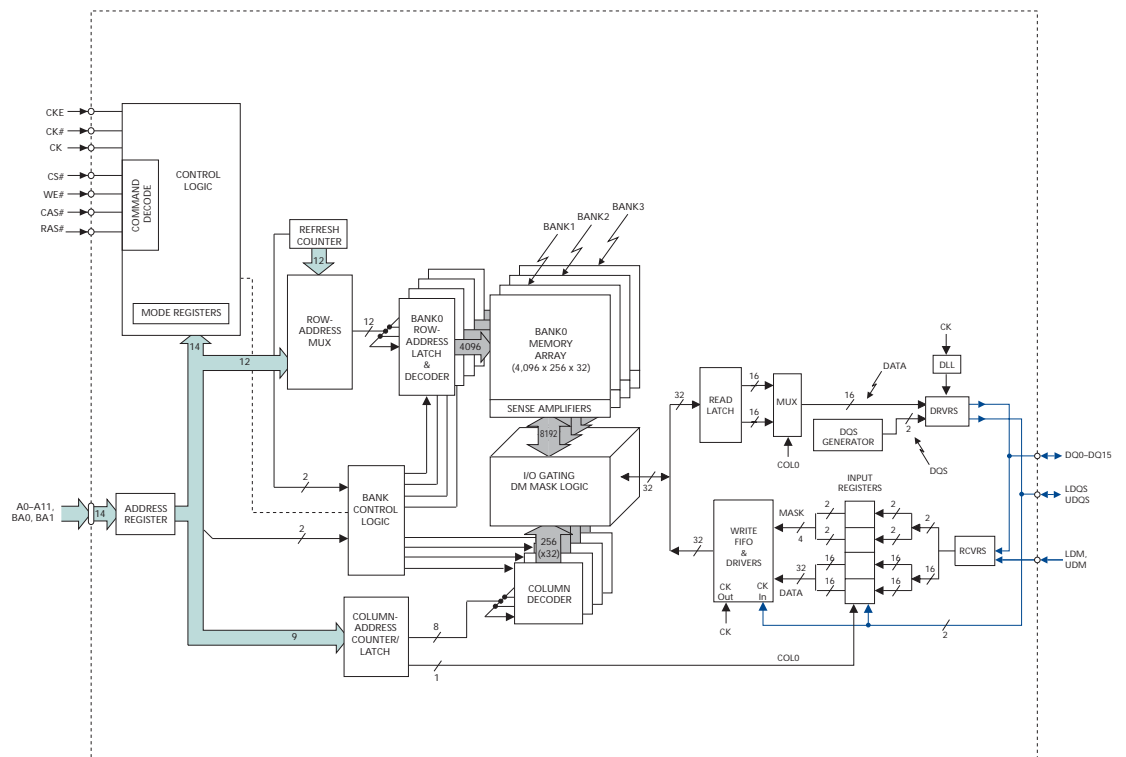 CKE
CK#
CK
CS#
WE#
CAS#
RAS#
COMMAND
DECODE
CONTROL
LOGIC
MODE REGISTERS
REFRESH
COUNTER
12
ROW-
ADDRESS
MUX
12
14
12
BANK0
ROW-
ADDRESS
LATCH
&
DECODER
4096
BANK1
BANK2
BANK3
BANK0
MEMORY
ARRAY
(4,096 x 256 x 32)
SENSE AMPLIFIERS
8192
I/O GATING
DM MASK LOGIC
32
256
(x32)
COLUMN
DECODER
A0–A11,
BA0, BA1
14
ADDRESS
REGISTER
2
2
BANK
CONTROL
LOGIC
9
COLUMN-
ADDRESS
COUNTER/
LATCH
8
1
COL0
32
READ
LATCH
16
16
MUX
COL0
16
DATA
DQS
GENERATOR
2
DQS
CK
DLL
DRVRS
DQ0–DQ15
LDQS
UDQS
LDM,
UDM
32
WRITE
FIFO
&
DRIVERS
CK
Out
CK
In
CK
MASK
4
32
DATA
INPUT
REGISTERS
2
2
16
16
2
2
16
16
2
16
RCVRS
2